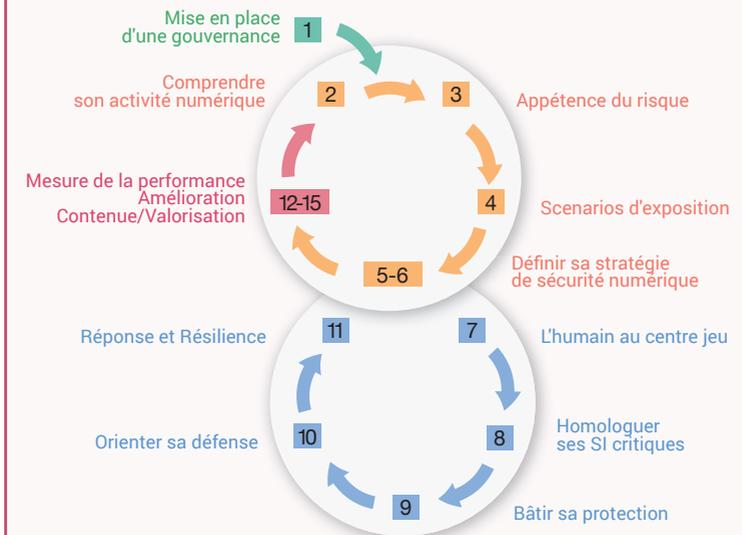 Mise en place
d'une gouvernance
1
Comprendre
son activité numérique
2
3
Appétence du risque
Mesure de la performance
Amélioration
Contenue/Valorisation
12-15
4
Scenarios d'exposition
5-6
Définir sa stratégie
de sécurité numérique
Réponse et Résilience
11
7
L'humain au centre jeu
Orienter sa défense
10
8
Homologuer
ses SI critiques
9
Bâtir sa protection